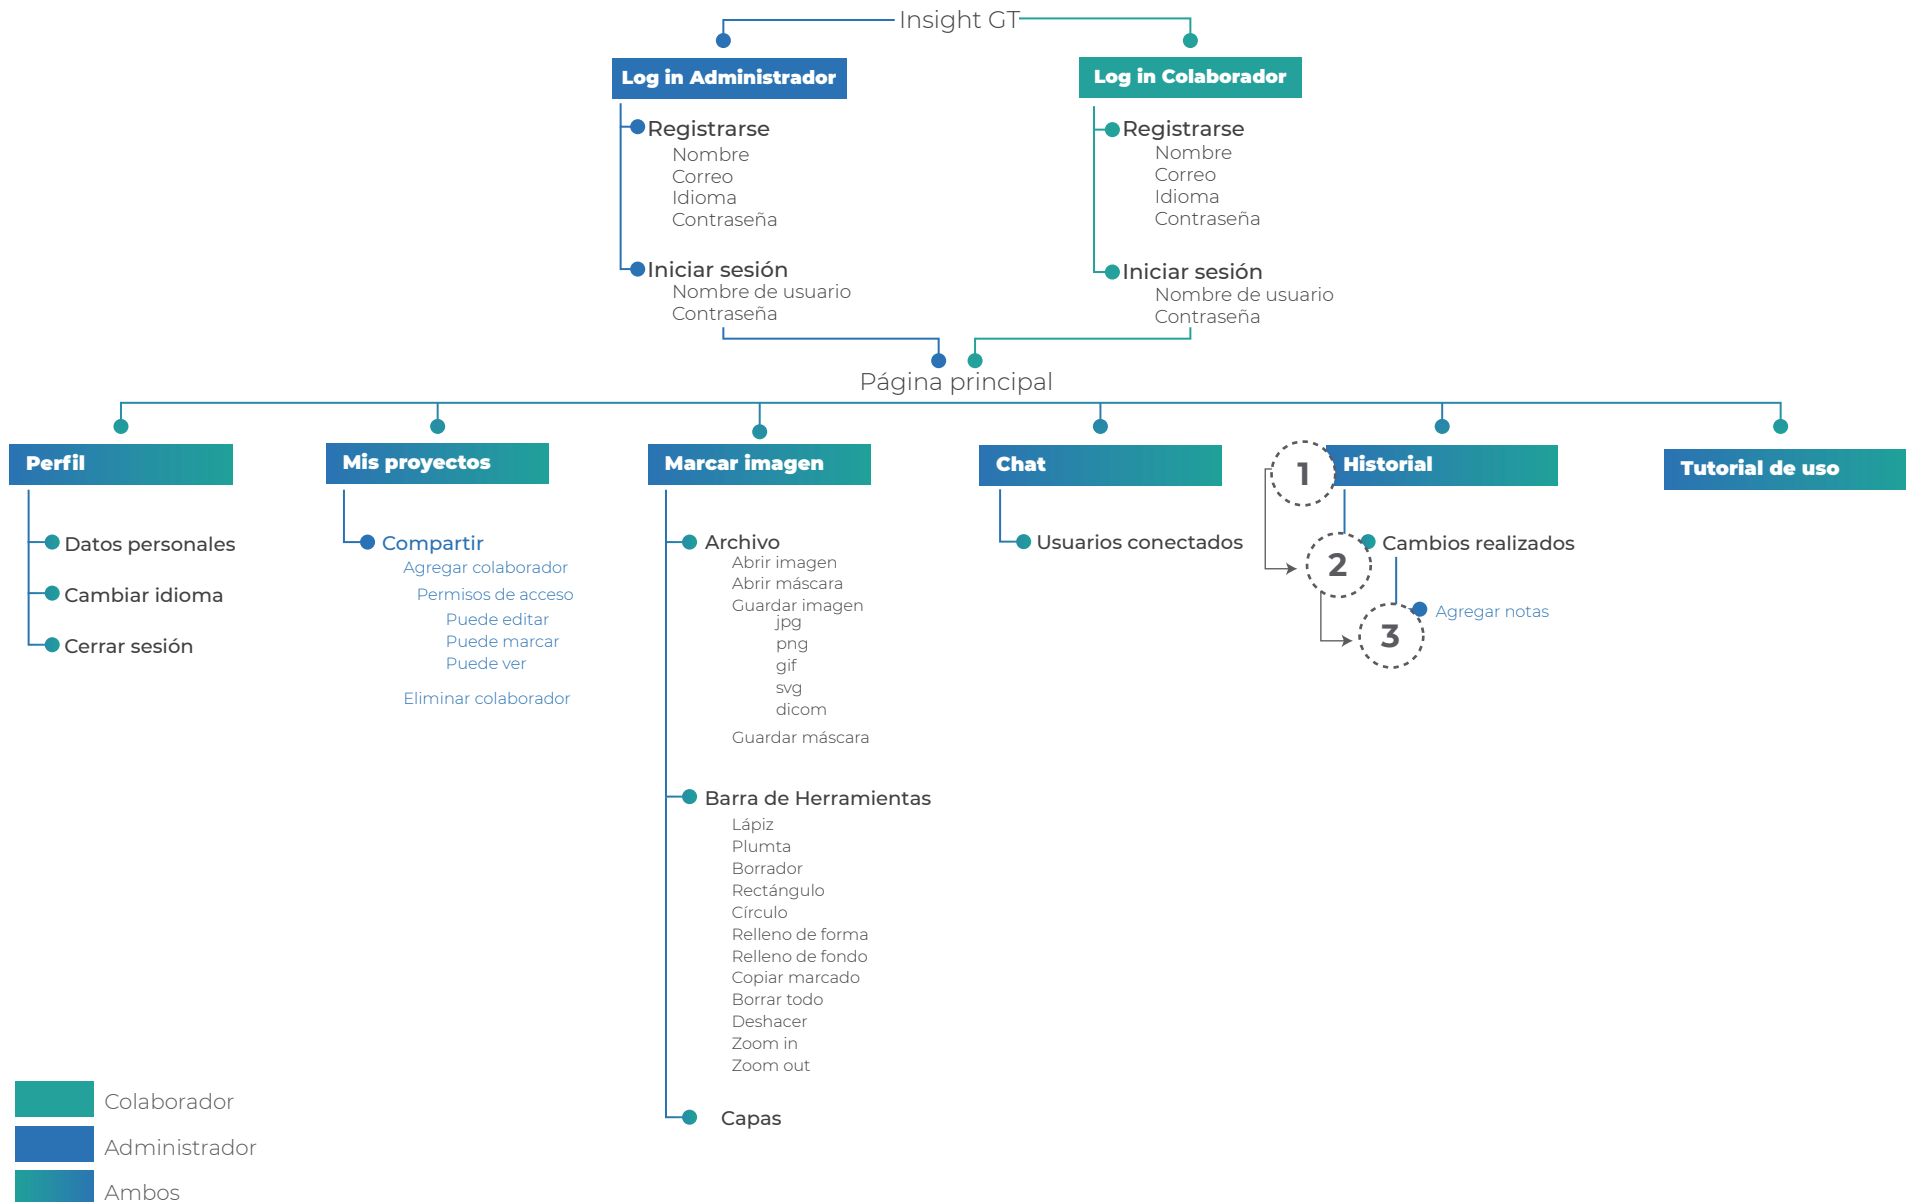 Insight GT
Log in Administrador
Registrarse
Nombre
Correo
Idioma
Contraseña
Iniciar sesión
Nombre de usuario
Contraseña
Log in Colaborador
Registrarse
Nombre
Correo
Idioma
Contraseña
Iniciar sesión
Nombre de usuario
Contraseña
Página principal
Perfil
Datos personales
Cambiar idioma
Cerrar sesión
Mis proyectos
Compartir
Agregar colaborador
Permisos de acceso
Puede editar
Puede marcar
Puede ver
Eliminar colaborador
Marcar imagen
Archivo
Abrir imagen
Abrir máscara
Guardar imagen
jpg
png
gif
svg
dicom
Guardar máscara
Barra de Herramientas
Lápiz
Plumta
Borrador
Rectángulo
Círculo
Relleno de forma
Relleno de fondo
Copiar marcado
Borrar todo
Deshacer
Zoom in
Zoom out
Capas
Chat
Usuarios conectados
1
Historial
2
Cambios realizados
3
Agregar notas
Tutorial de uso
Colaborador
Administrador
Ambos